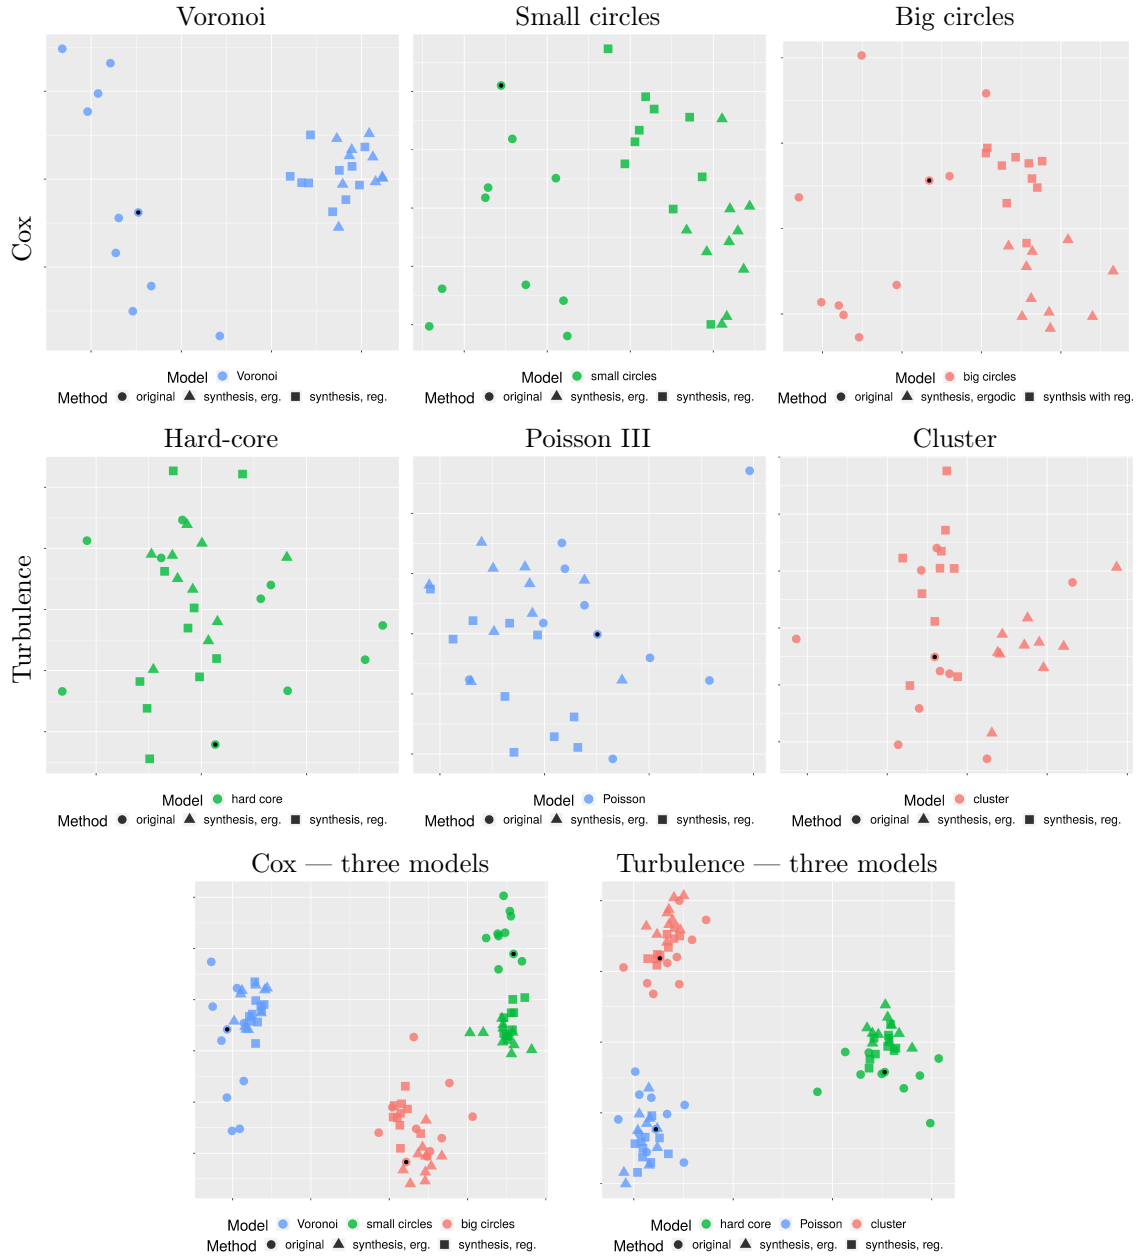 Voronoi Small circles Big circles
Cox
Model Voronoi Model small circles Model big circles
Method original synthesis, erg. synthesis, reg. Method original synthesis, erg. synthesis, reg. Method original synthesis, ergodic synthsis with reg.
Hard-core Poisson III Cluster
Turbulence
Model hard core Model Poisson Model cluster
Method original synthesis, erg. synthesis, reg. Method original synthesis, erg. synthesis, reg. Method original synthesis, erg. synthesis, reg.
Cox — three models Turbulence — three models
Model Voronoi small circles big circles Model hard core Poisson cluster
Method original synthesis, erg. synthesis, reg. Method original synthesis, erg. synthesis, reg.